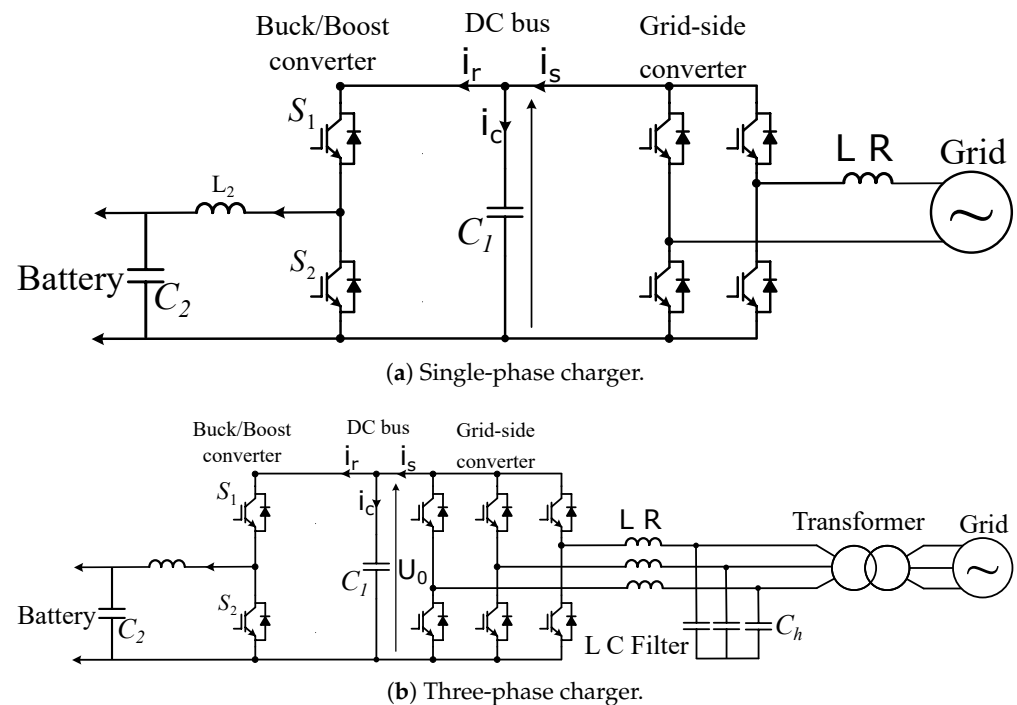 Buck/Boost
converter
DC bus
Grid-side
converter
i_r
i_s
S_1
i_c
L R
Grid
L_2
C_1
~
Battery
C_2
S_2
(a) Single-phase charger.
Buck/Boost
converter
DC bus
Grid-side
converter
i_r
i_s
S_1
i_c
L R
Transformer
Grid
C_1
U_0
~
Battery
C_2
S_2
L C Filter
C_h
(b) Three-phase charger.